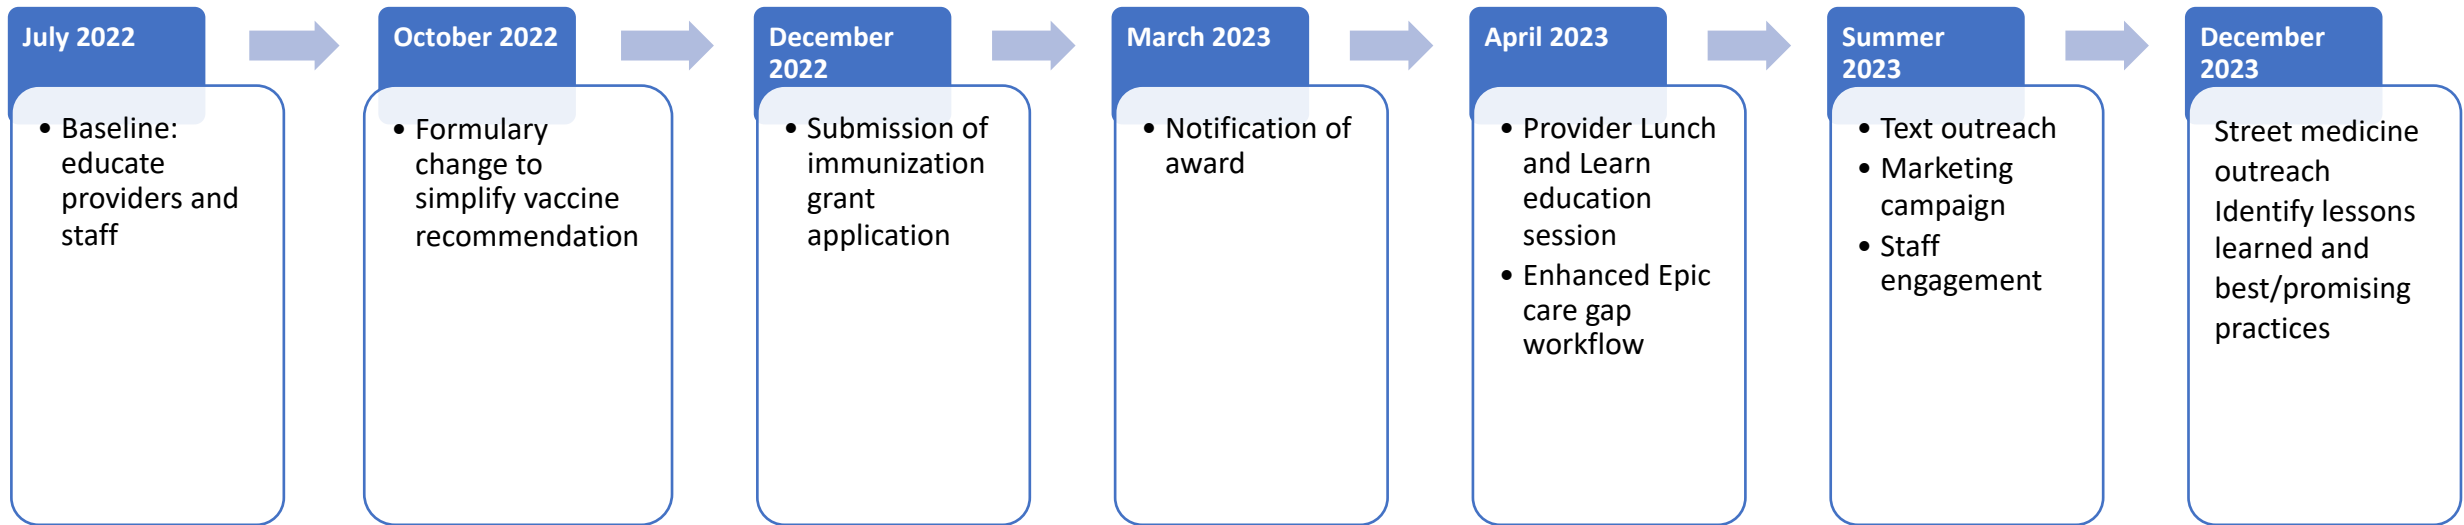 July 2022
• Baseline:
educate
providers and
staff
October 2022
• Formulary
change to
simplify vaccine
recommendation
December
2022
• Submission of
immunization
grant
application
March 2023
• Notification of
award
April 2023
• Provider Lunch
and Learn
education
session
• Enhanced Epic
care gap
workflow
Summer
2023
• Text outreach
• Marketing
campaign
• Staff
engagement
December
2023
Street medicine
outreach
Identify lessons
learned and
best/promising
practices